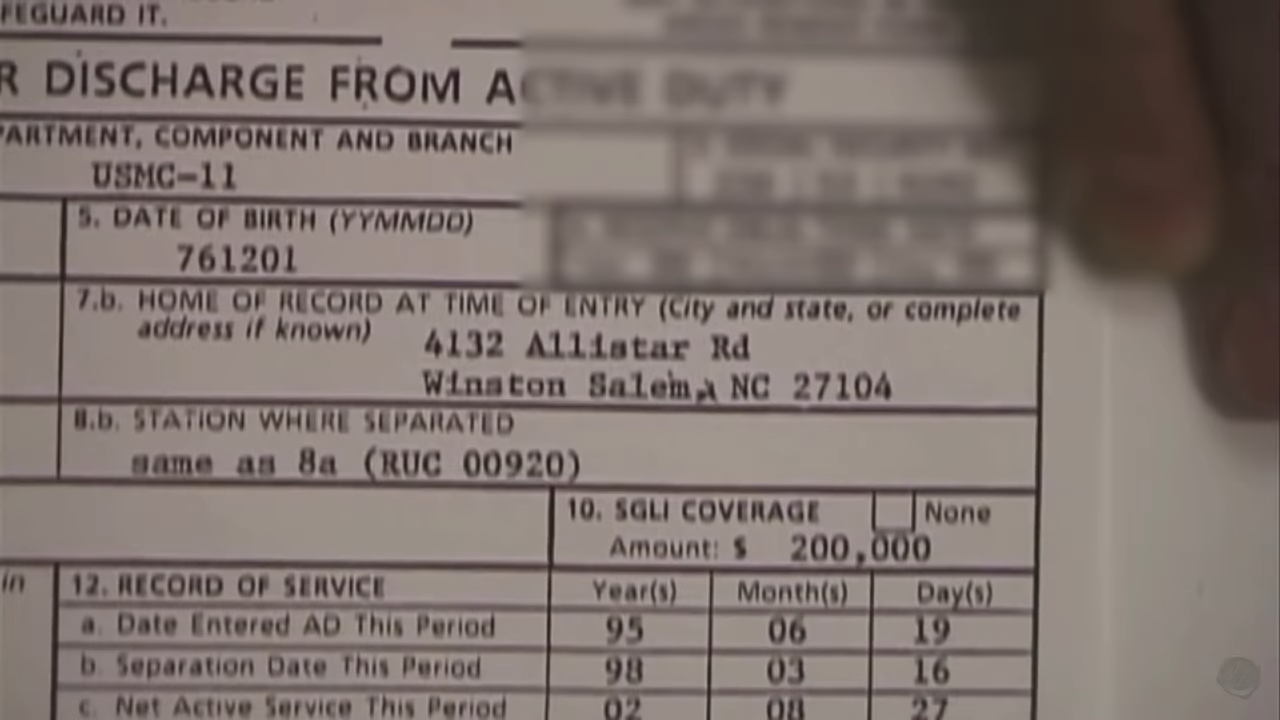 FEGUARD IT.
R DISCHARGE FROM ACTIVE DUTY
PARTMENT, COMPONENT AND BRANCH
USMC-11
5. DATE OF BIRTH (YYMMDD)
761201
7.b. HOME OF RECORD AT TIME OF ENTRY (City and state, or complete
address if known)
4132 Allistar Rd
Winston Salem, NC 27104
8.b. STATION WHERE SEPARATED
same as 8a (RUC 00920)
10. SGLI COVERAGE None
Amount: $ 200,000
in 12. RECORD OF SERVICE Year(s) Month(s) Day(s)
a. Date Entered AD This Period 95 06 19
b. Separation Date This Period 98 03 16
c. Net Active Service This Period 02 08 27